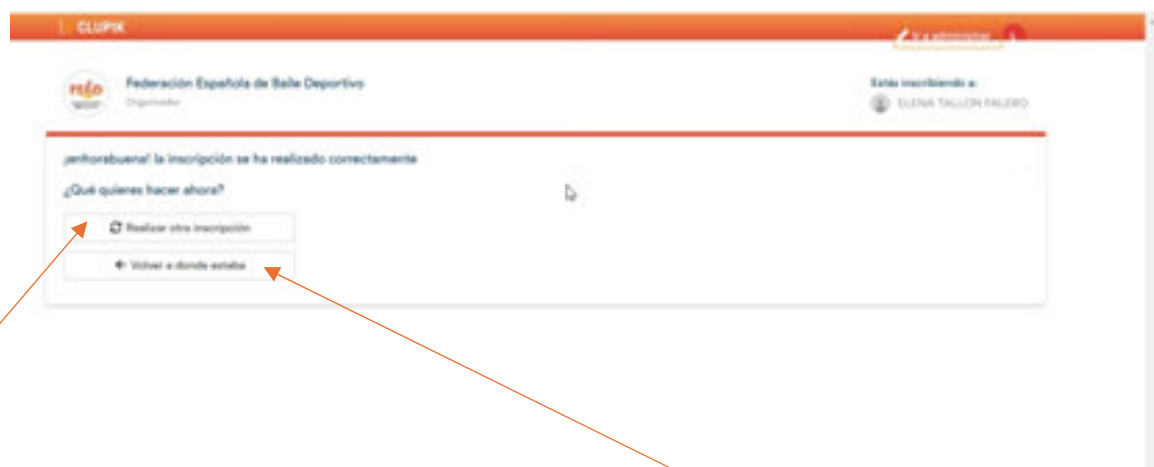 CLUPIK
Ir a administrar
Federación Española de Baile Deportivo
Organizador
Estás inscribiendo a:
ELENA TALLON FALERO
¡enhorabuena! la inscripción se ha realizado correctamente
¿Qué quieres hacer ahora?
Realizar otra inscripción
Volver a donde estaba